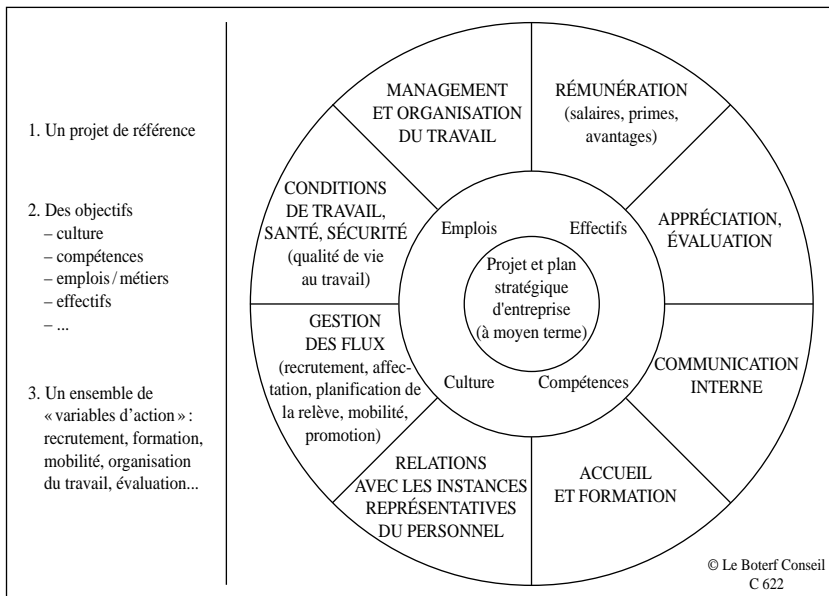 1. Un projet de référence
2. Des objectifs
– culture
– compétences
– emplois / métiers
– effectifs
– ...
3. Un ensemble de
« variables d'action » :
recrutement, formation,
mobilité, organisation
du travail, évaluation...
MANAGEMENT
ET ORGANISATION
DU TRAVAIL
RÉMUNÉRATION
(salaires, primes,
avantages)
CONDITIONS
DE TRAVAIL,
SANTÉ, SÉCURITÉ
(qualité de vie
au travail)
APPRÉCIATION,
ÉVALUATION
Emplois
Effectifs
Projet et plan
stratégique
d'entreprise
(à moyen terme)
Culture
Compétences
GESTION
DES FLUX
(recrutement, affec-
tation, planification de
la relève, mobilité,
promotion)
COMMUNICATION
INTERNE
RELATIONS
AVEC LES INSTANCES
REPRÉSENTATIVES
DU PERSONNEL
ACCUEIL
ET FORMATION
© Le Boterf Conseil
C 622